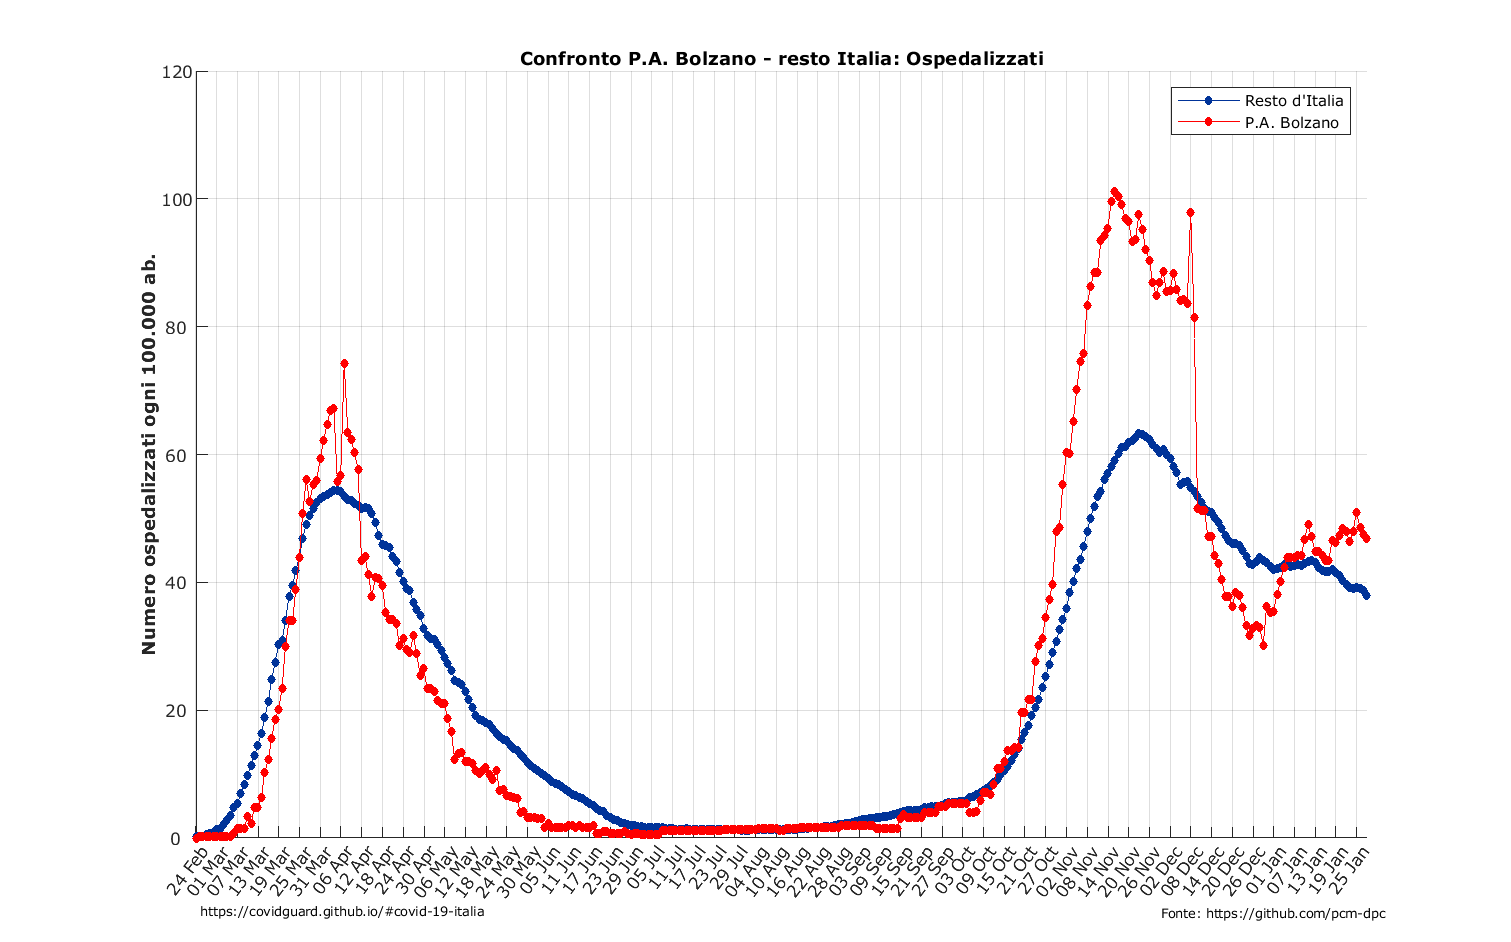 Confronto P.A. Bolzano - resto Italia: Ospedalizzati
Resto d'Italia
P.A. Bolzano
Numero ospedalizzati ogni 100.000 ab.
120
100
80
60
40
20
0
24 Feb
01 Mar
07 Mar
13 Mar
19 Mar
25 Mar
31 Mar
06 Apr
12 Apr
18 Apr
24 Apr
30 Apr
06 May
12 May
18 May
24 May
30 May
05 Jun
11 Jun
17 Jun
23 Jun
29 Jun
05 Jul
11 Jul
17 Jul
23 Jul
29 Jul
04 Aug
10 Aug
16 Aug
22 Aug
28 Aug
03 Sep
09 Sep
15 Sep
21 Sep
27 Sep
03 Oct
09 Oct
15 Oct
21 Oct
27 Oct
02 Nov
08 Nov
14 Nov
20 Nov
26 Nov
02 Dec
08 Dec
14 Dec
20 Dec
26 Dec
01 Jan
07 Jan
13 Jan
19 Jan
25 Jan
https://covidguard.github.io/#covid-19-italia
Fonte: https://github.com/pcm-dpc